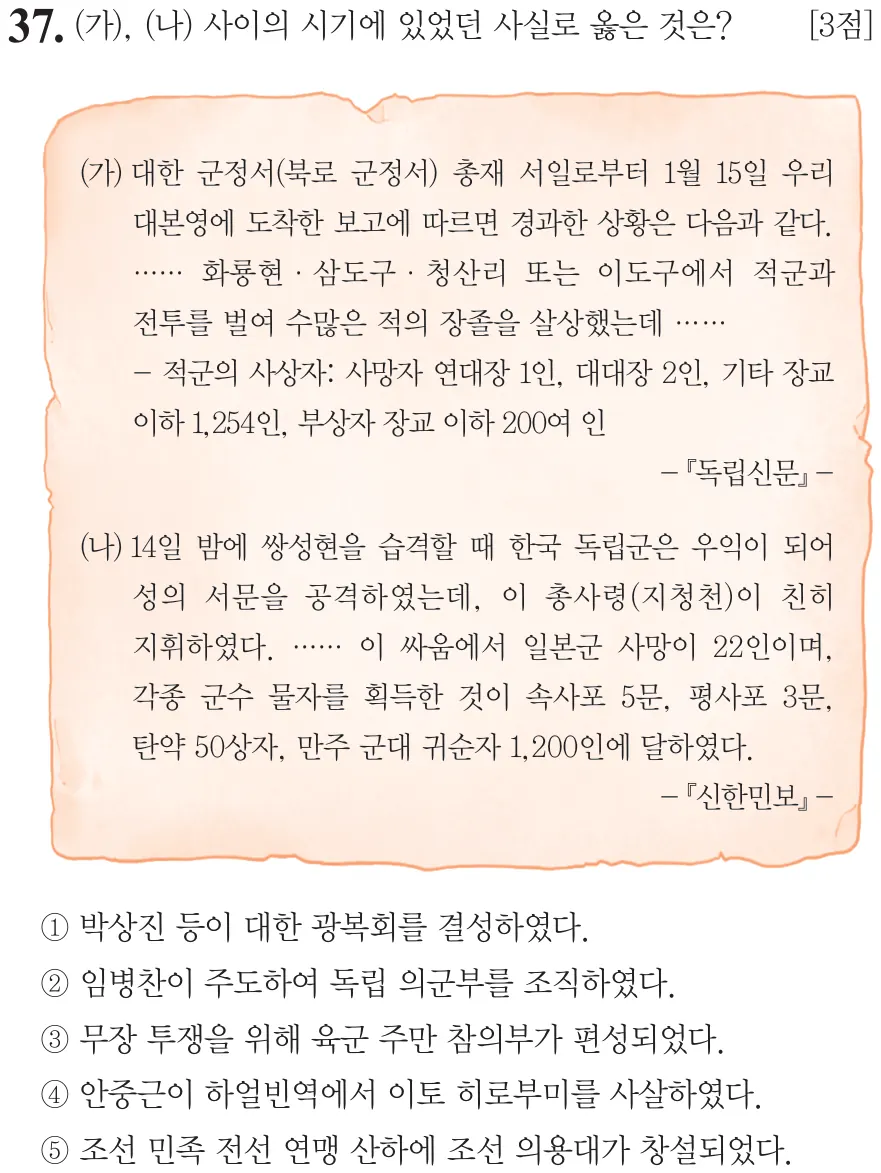 37. (가), (나) 사이의 시기에 있었던 사실로 옳은 것은? [3점]
(가) 대한 군정서(북로 군정서) 총재 서일로부터 1월 15일 우리
대본영에 도착한 보고에 따르면 경과한 상황은 다음과 같다.
…… 화룡현 · 삼도구 · 청산리 또는 이도구에서 적군과
전투를 벌여 수많은 적의 장졸을 살상했는데 ……
- 적군의 사상자: 사망자 연대장 1인, 대대장 2인, 기타 장교
이하 1,254인, 부상자 장교 이하 200여 인
-『독립신문』-
(나) 14일 밤에 쌍성현을 습격할 때 한국 독립군은 우익이 되어
성의 서문을 공격하였는데, 이 총사령(지청천)이 친히
지휘하였다. …… 이 싸움에서 일본군 사망이 22인이며,
각종 군수 물자를 획득한 것이 속사포 5문, 평사포 3문,
탄약 50상자, 만주 군대 귀순자 1,200인에 달하였다.
-『신한민보』-
① 박상진 등이 대한 광복회를 결성하였다.
② 임병찬이 주도하여 독립 의군부를 조직하였다.
③ 무장 투쟁을 위해 육군 주만 참의부가 편성되었다.
④ 안중근이 하얼빈역에서 이토 히로부미를 사살하였다.
⑤ 조선 민족 전선 연맹 산하에 조선 의용대가 창설되었다.